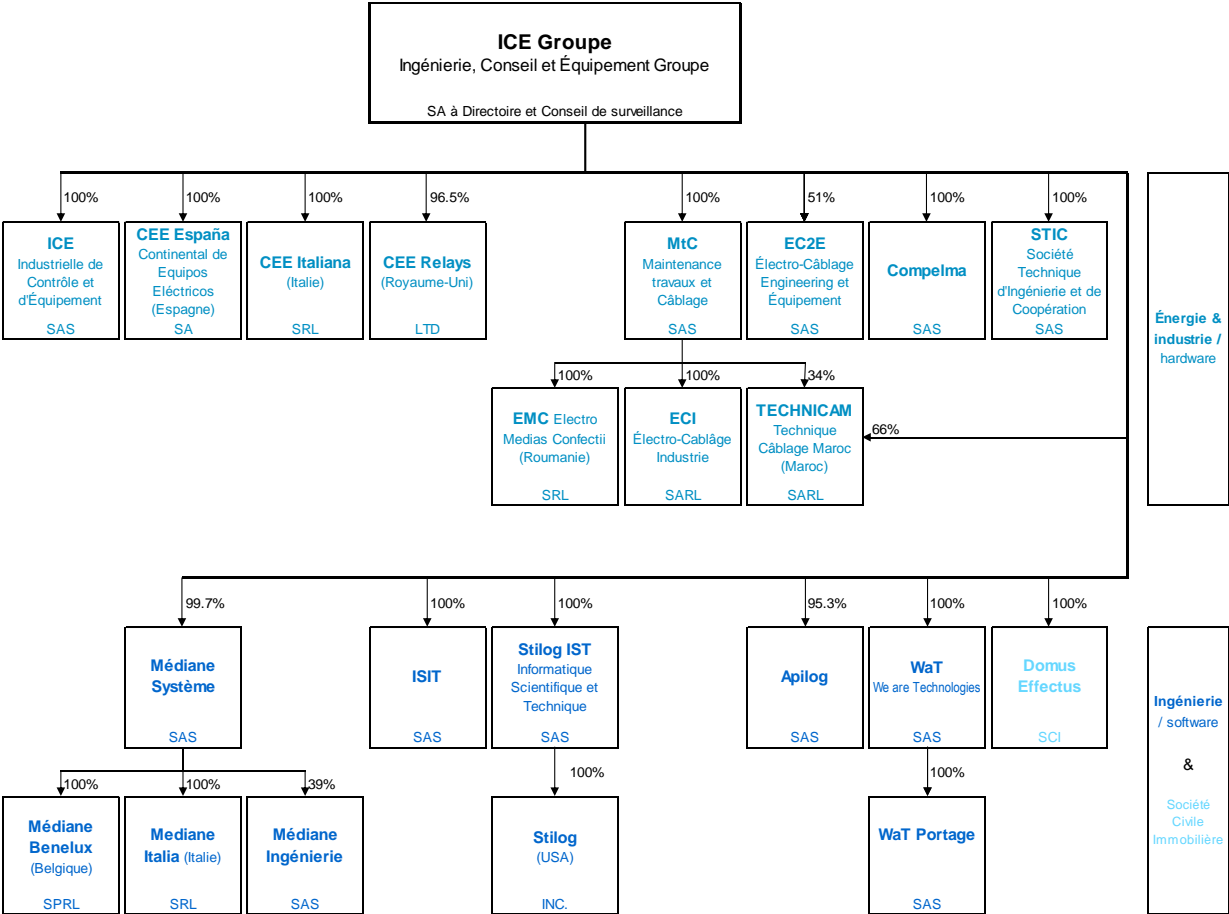 ICE Groupe
Ingénierie, Conseil et Équipement Groupe
SA à Directoire et Conseil de surveillance
100%
100%
100%
96.5%
100%
51%
100%
100%
ICE
Industrielle de
Contrôle et
d'Équipement
SAS
CEE España
Continental de
Equipos
Eléctricos
(Espagne)
SA
CEE Italiana
(Italie)
SRL
CEE Relays
(Royaume-Uni)
LTD
MtC
Maintenance
travaux et
Câblage
SAS
EC2E
Électro-Câblage
Engineering et
Équipement
SAS
Compelma
SAS
STIC
Société
Technique
d'Ingénierie et de
Coopération
SAS
Énergie &
industrie /
hardware
100%
100%
34%
EMC Electro
Medias Confectii
(Roumanie)
SRL
ECI
Électro-Cablâge
Industrie
SARL
TECHNICAM
Technique
Câblage Maroc
(Maroc)
SARL
66%
99.7%
100%
100%
95.3%
100%
100%
Médiane
Système
SAS
ISIT
SAS
Stilog IST
Informatique
Scientifique et
Technique
SAS
Apilog
SAS
WaT
We are Technologies
SAS
Domus
Effectus
SCI
Ingénierie
/ software
&
Société
Civile
Immobilière
100%
100%
39%
100%
100%
Médiane
Benelux
(Belgique)
SPRL
Mediane
Italia (Italie)
SRL
Médiane
Ingénierie
SAS
Stilog
(USA)
INC.
WaT Portage
SAS